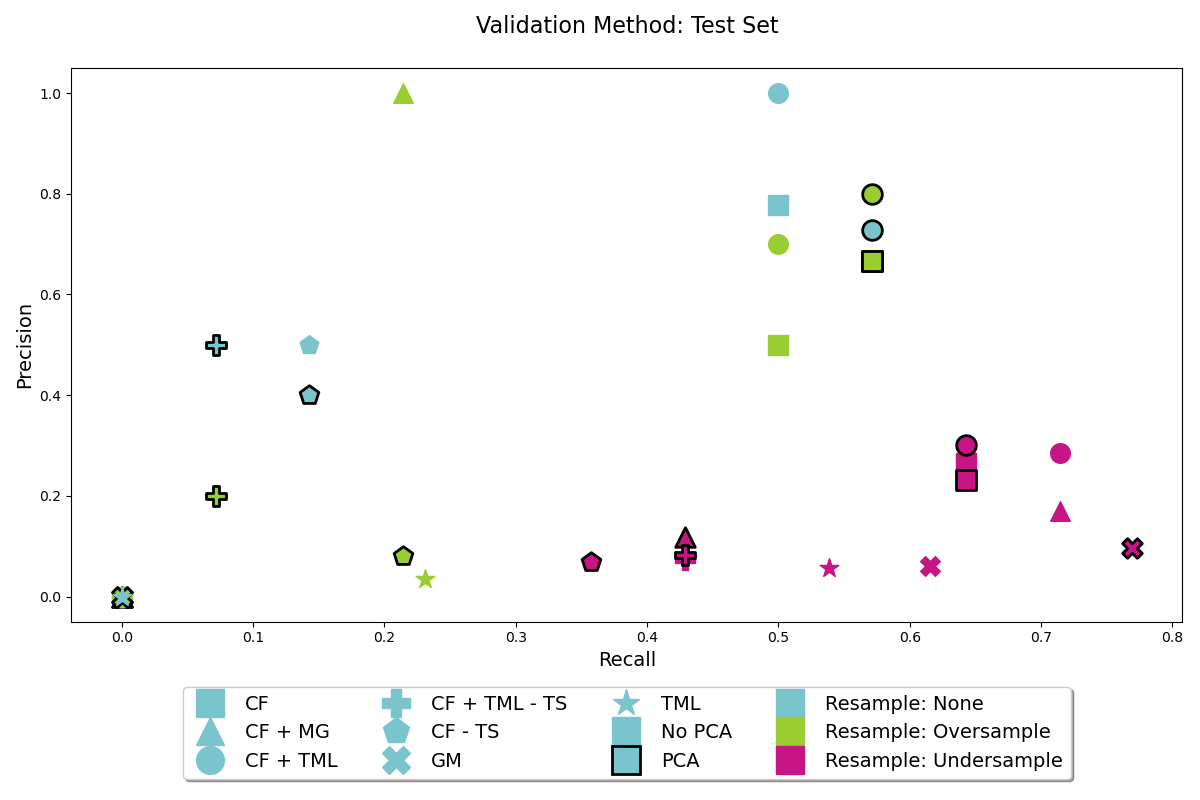 Validation Method: Test Set
Precision
1.0
0.8
0.6
0.4
0.2
0.0
0.0 0.1 0.2 0.3 0.4 0.5 0.6 0.7 0.8
Recall
CF CF + TML - TS TML Resample: None
CF + MG CF - TS No PCA Resample: Oversample
CF + TML GM PCA Resample: Undersample